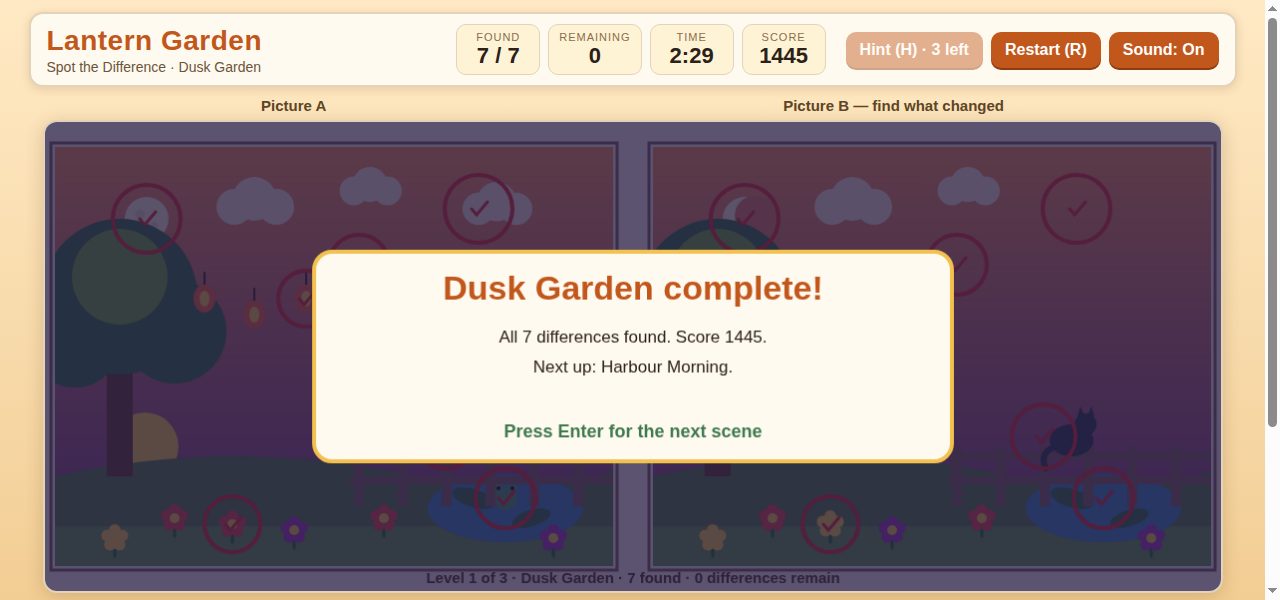 Lantern Garden
Spot the Difference · Dusk Garden
FOUND
7 / 7
REMAINING
0
TIME
2:29
SCORE
1445
Hint (H) · 3 left
Restart (R)
Sound: On
Picture A
Picture B — find what changed
Dusk Garden complete!
All 7 differences found. Score 1445.
Next up: Harbour Morning.
Press Enter for the next scene
Level 1 of 3 · Dusk Garden · 7 found · 0 differences remain